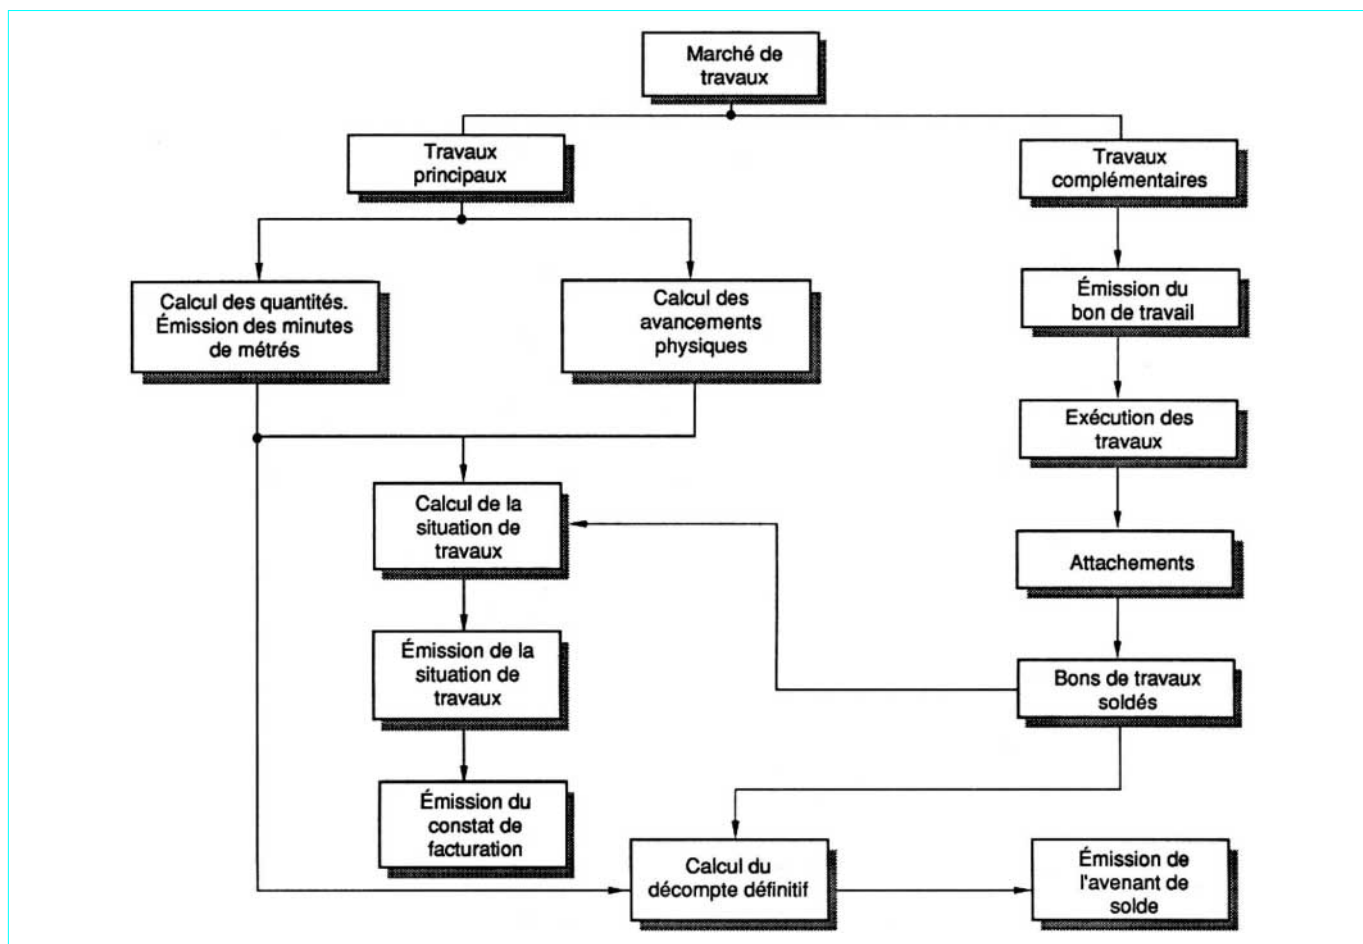 Marché de
travaux
Travaux
principaux
Travaux
complémentaires
Calcul des quantités.
Émission des minutes
de métrés
Calcul des
avancements
physiques
Émission du
bon de travail
Exécution des
travaux
Calcul de la
situation de
travaux
Attachements
Émission de la
situation de
travaux
Bons de travaux
soldés
Émission du
constat de
facturation
Calcul du
décompte définitif
Émission de
l'avenant de
solde